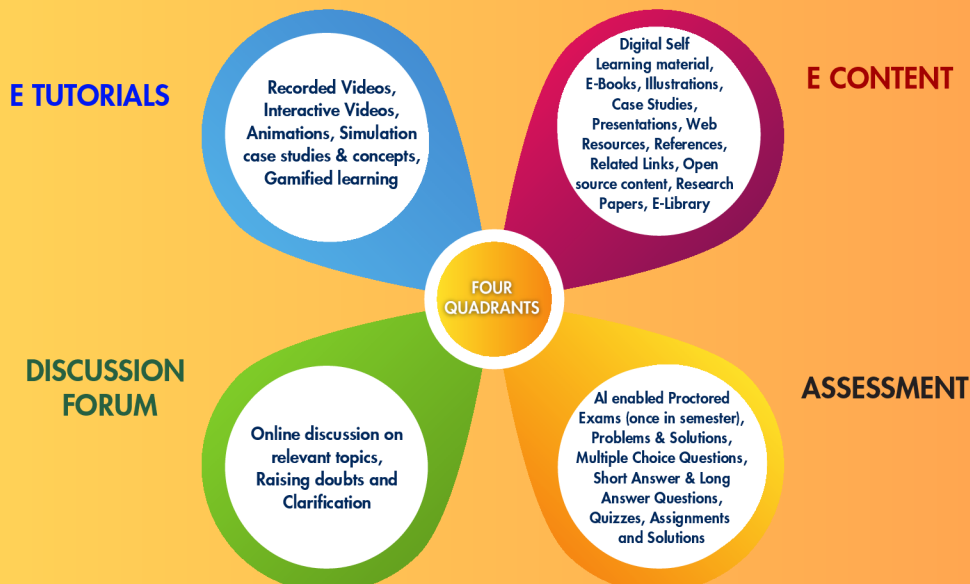 E TUTORIALS
Recorded Videos,
Interactive Videos,
Animations, Simulation
case studies & concepts,
Gamified learning
Digital Self
Learning material,
E-Books, Illustrations,
Case Studies,
Presentations, Web
Resources, References,
Related Links, Open
source content, Research
Papers, E-Library
E CONTENT
FOUR
QUADRANTS
DISCUSSION
FORUM
Online discussion on
relevant topics,
Raising doubts and
Clarification
AI enabled Proctored
Exams (once in semester),
Problems & Solutions,
Multiple Choice Questions,
Short Answer & Long
Answer Questions,
Quizzes, Assignments
and Solutions
ASSESSMENT